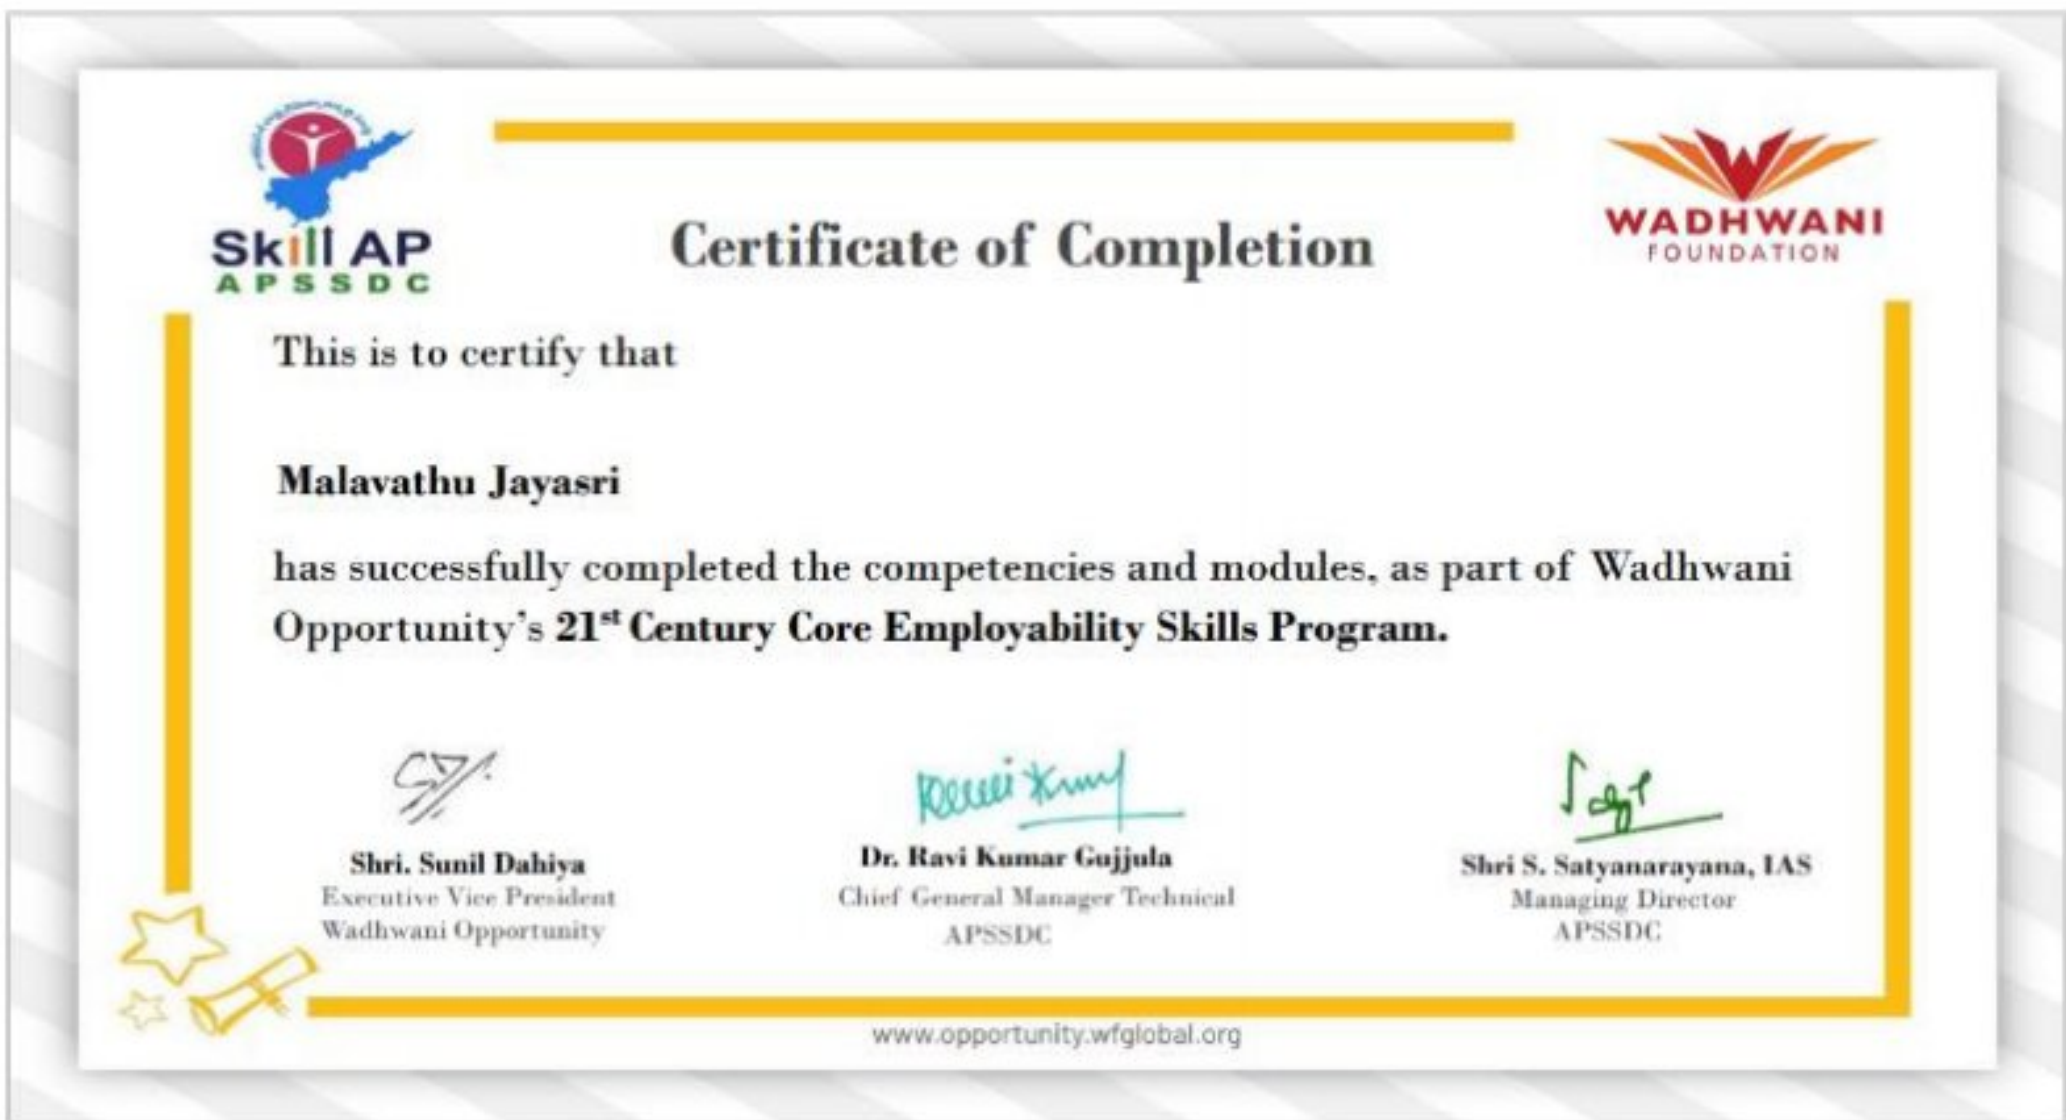 Skill AP
APSSDC
WADHWANI
FOUNDATION
Certificate of Completion
This is to certify that
Malavathu Jayasri
has successfully completed the competencies and modules, as part of Wadhwani
Opportunity's 21st Century Core Employability Skills Program.
Shri. Sunil Dahiya
Executive Vice President
Wadhwani Opportunity
Dr. Ravi Kumar Gujjula
Chief General Manager Technical
APSSDC
Shri S. Satyanarayana, IAS
Managing Director
APSSDC
www.opportunity.wfglobal.org